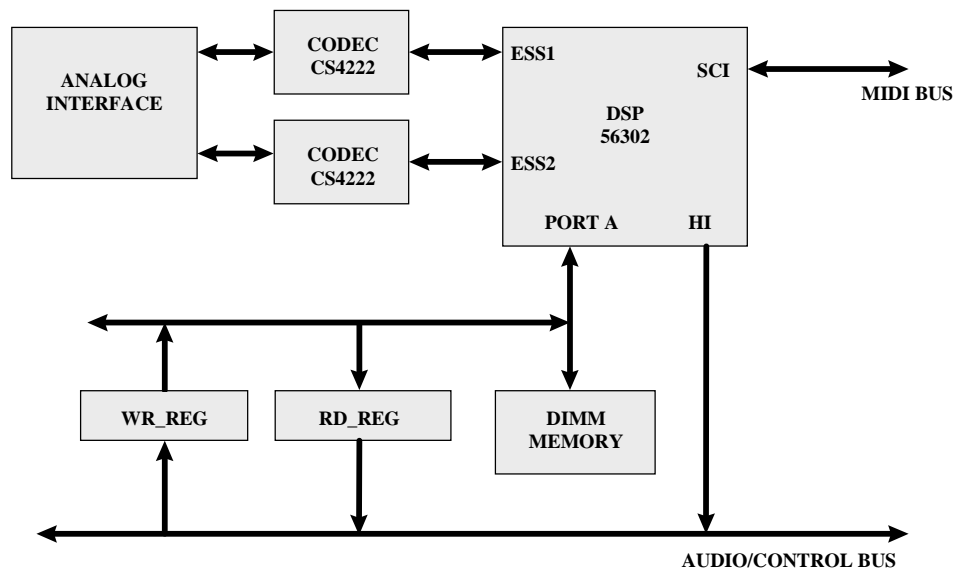 ANALOG
INTERFACE
CODEC
CS4222
CODEC
CS4222
ESS1
SCI
DSP
56302
ESS2
PORT A
HI
MIDI BUS
WR_REG
RD_REG
DIMM
MEMORY
AUDIO/CONTROL BUS